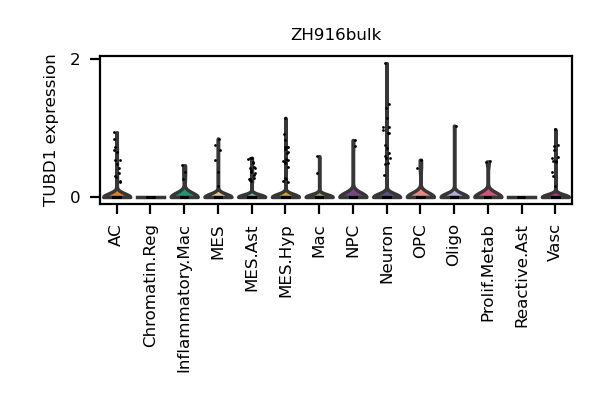 ZH916bulk
TUBD1 expression
2
0
AC
Chromatin.Reg
Inflammatory.Mac
MES
MES.Ast
MES.Hyp
Mac
NPC
Neuron
OPC
Oligo
Prolif.Metab
Reactive.Ast
Vasc